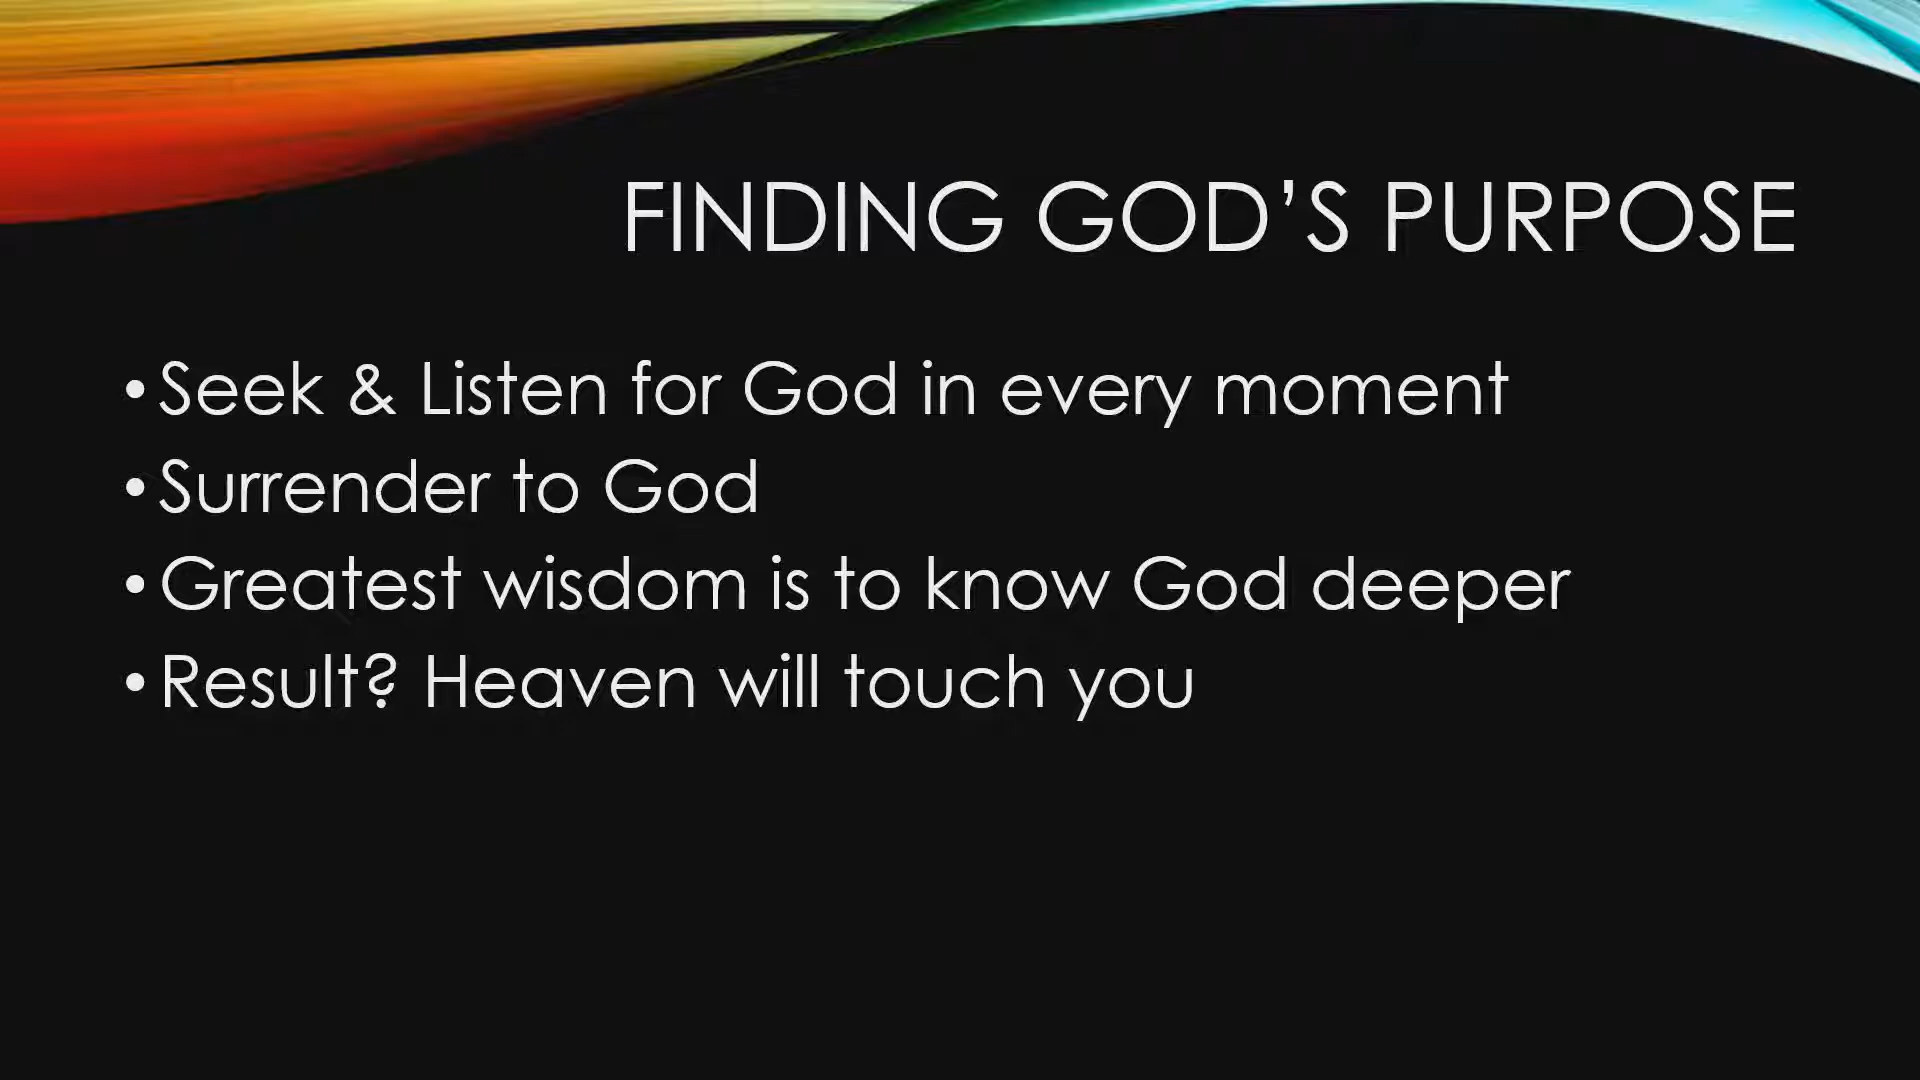 FINDING GOD’S PURPOSE
• Seek & Listen for God in every moment
• Surrender to God
• Greatest wisdom is to know God deeper
• Result? Heaven will touch you